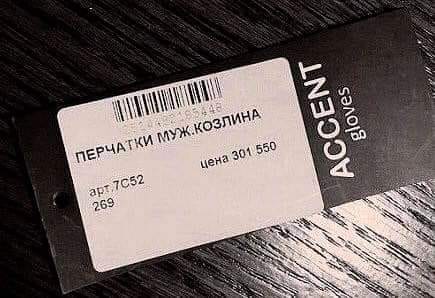 ПЕРЧАТКИ МУЖ.КОЗЛИНА
арт.7С52
269
цена 301 550
ACCENT
gloves